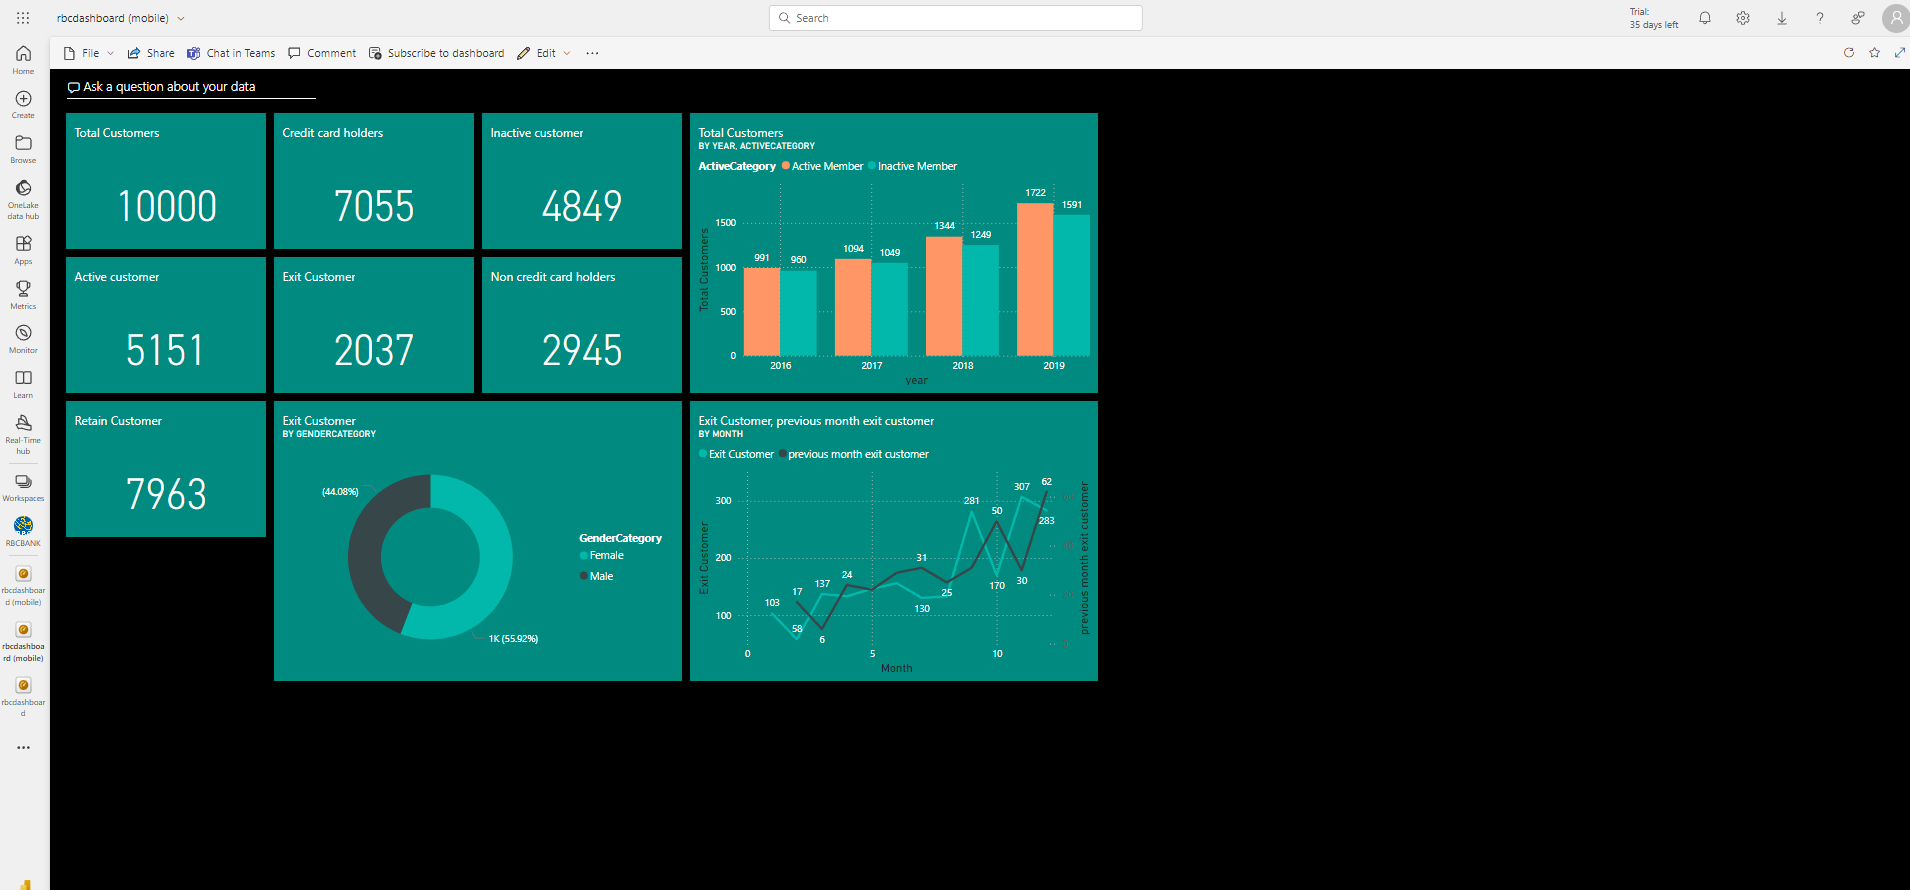 rbcdashboard (mobile)
Search
Trial:
35 days left
File
Share
Chat in Teams
Comment
Subscribe to dashboard
Edit
Home
Create
Browse
OneLake
data hub
Apps
Metrics
Monitor
Learn
Real-Time
hub
Workspaces
RBCBANK
rbcdashboar
d (mobile)
rbcdashboa
rd (mobile)
rbcdashboar
d
Ask a question about your data
Total Customers
10000
Credit card holders
7055
Inactive customer
4849
Active customer
5151
Exit Customer
2037
Non credit card holders
2945
Retain Customer
7963
Total Customers
BY YEAR, ACTIVECATEGORY
ActiveCategory Active Member Inactive Member
Total Customers
1500
1000
500
0
991
960
1094
1049
1344
1249
1722
1591
2016
2017
2018
2019
year
Exit Customer
BY GENDERCATEGORY
(44.08%)
1K (55.92%)
GenderCategory
Female
Male
Exit Customer, previous month exit customer
BY MONTH
Exit Customer previous month exit customer
Exit Customer
300
200
100
103
17
58
137
6
24
31
130
25
281
50
170
307
30
62
283
0
5
10
Month
previous month exit customer